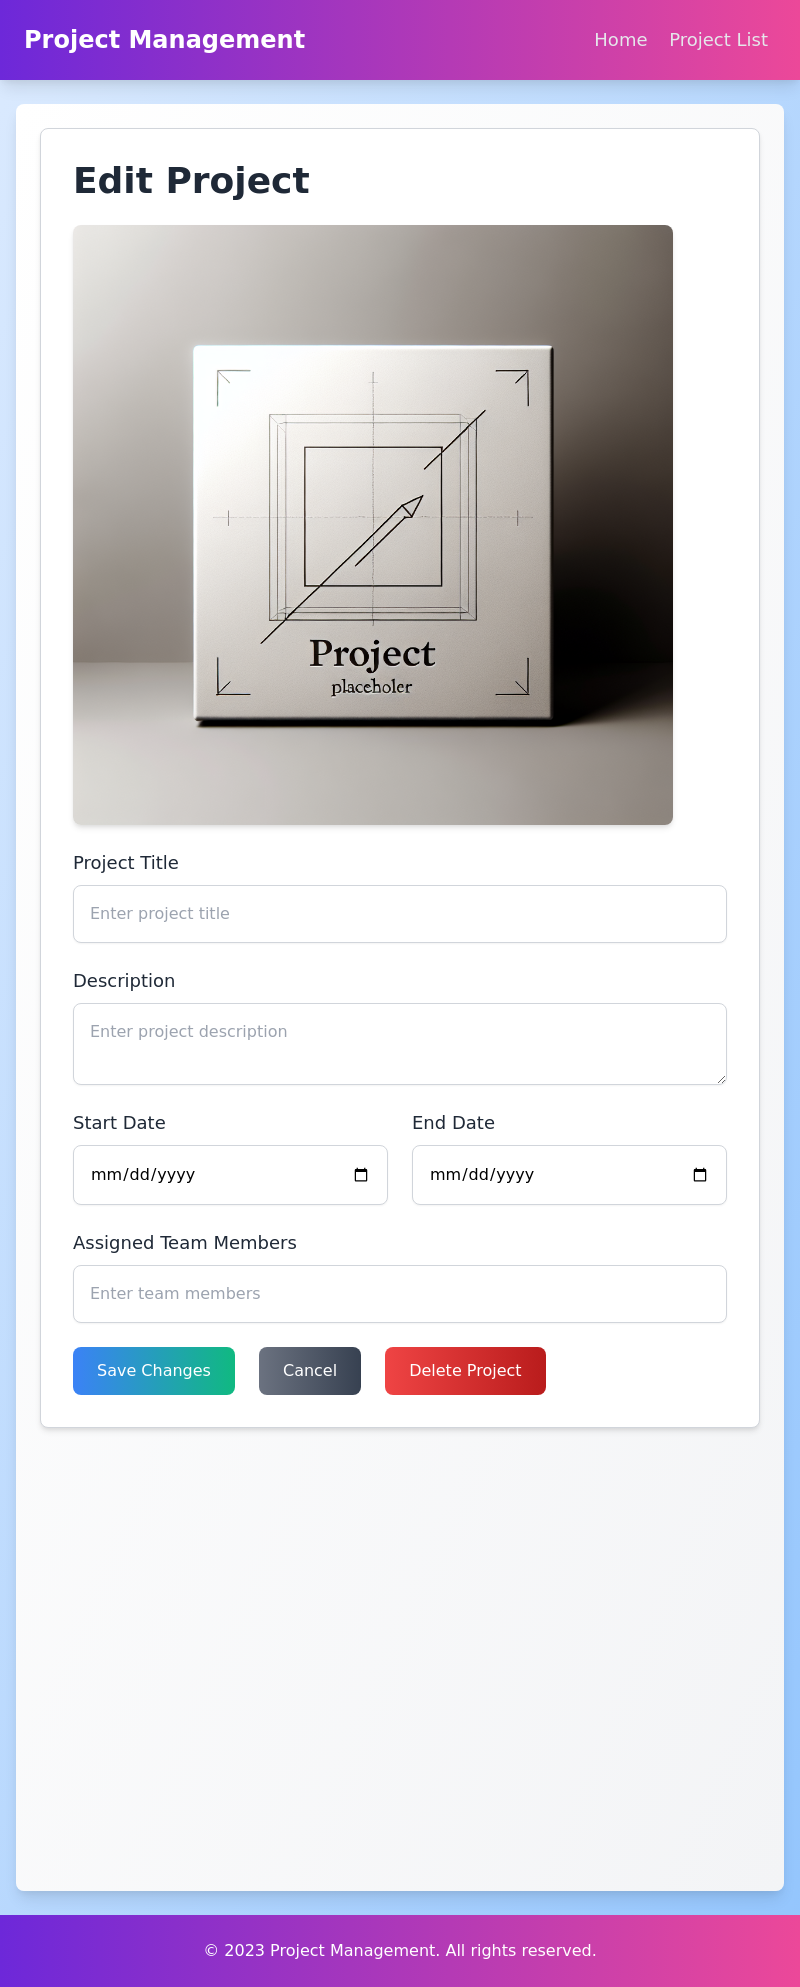 Project Management
Home Project List
Edit Project
Project
placeholer
Project Title
Enter project title
Description
Enter project description
Start Date End Date
mm/dd/yyyy mm/dd/yyyy
Assigned Team Members
Enter team members
Save Changes Cancel Delete Project
© 2023 Project Management. All rights reserved.